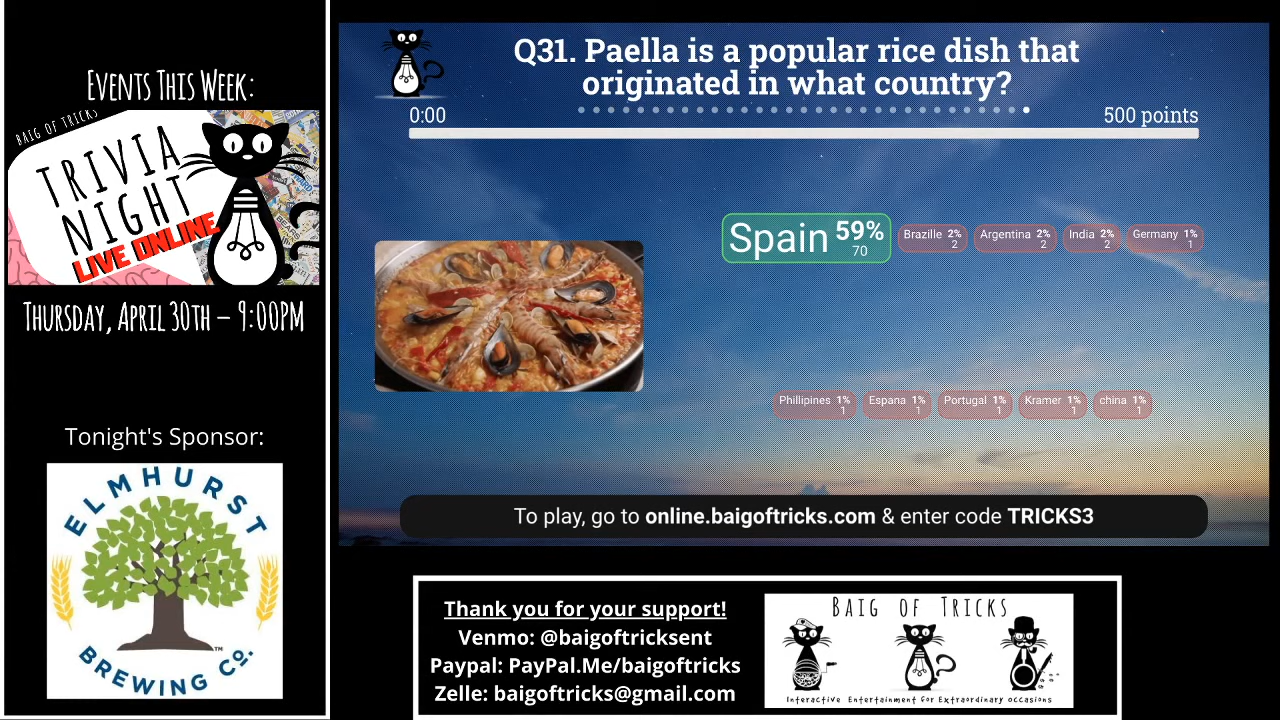 EVENTS THIS WEEK:
BAIG OF TRICKS
TRIVIA
NIGHT
LIVE ONLINE
THURSDAY, APRIL 30TH – 9:00PM
Tonight's Sponsor:
ELMHURST
BREWING CO.
TM
Q31. Paella is a popular rice dish that
originated in what country?
0:00
500 points
Spain 59%
70
Brazille 2%
2
Argentina 2%
2
India 2%
2
Germany 1%
1
Phillipines 1%
1
Espana 1%
1
Portugal 1%
1
Kramer 1%
1
china 1%
1
To play, go to online.baigoftricks.com & enter code TRICKS3
Thank you for your support!
Venmo: @baigoftricksent
Paypal: PayPal.Me/baigoftricks
Zelle: baigoftricks@gmail.com
BAIG OF TRICKS
Interactive Entertainment for Extraordinary occasions